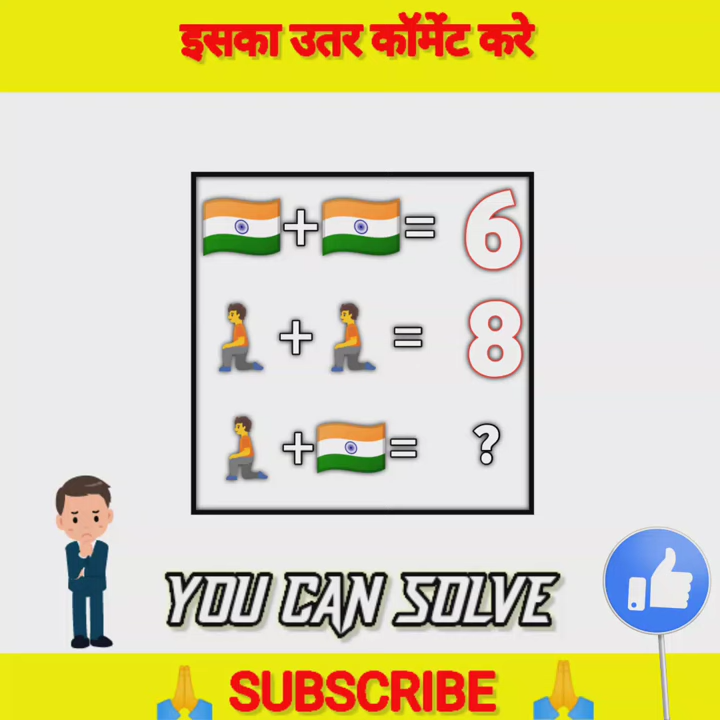 इसका उतर कॉमेंट करे
+ = 6
+ = 8
+ = ?
YOU CAN SOLVE
SUBSCRIBE